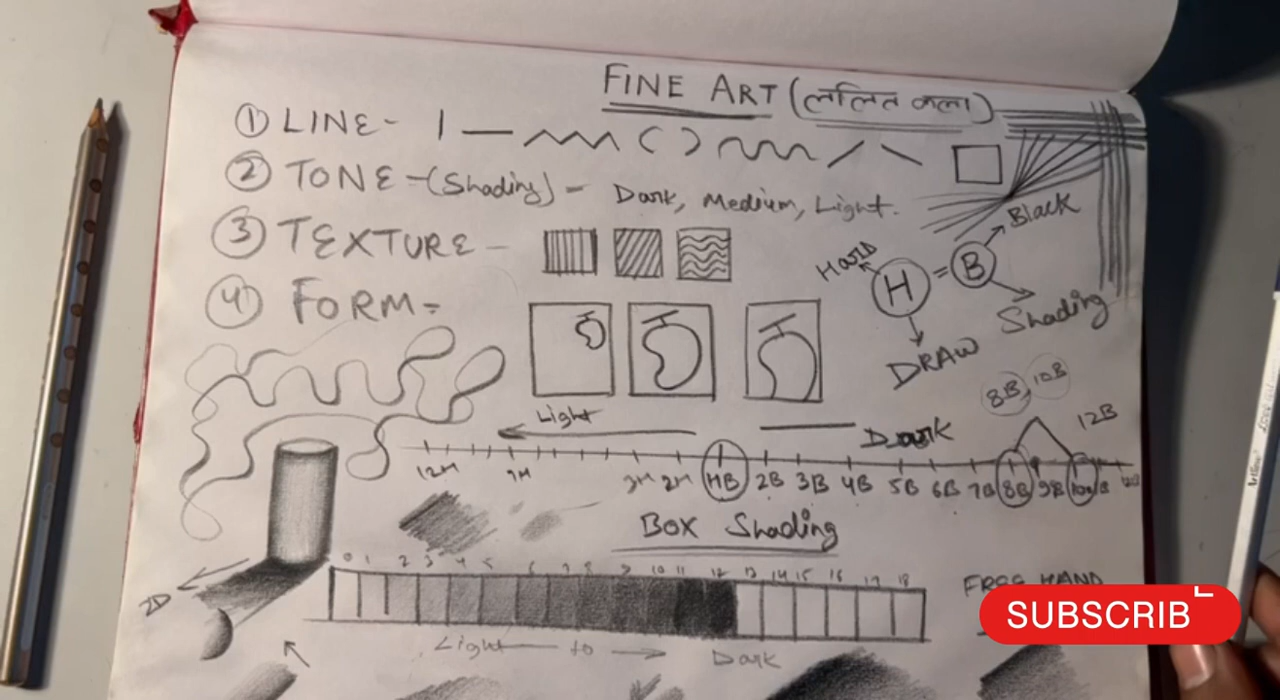 FINE ART (ललित कला)
① LINE -
② TONE - (Shading) - Dark, Medium, Light.
③ TEXTURE -
④ FORM -
Black
Hard H = B
Shading
DRAW
8B, 10B
12B
Light Dark
12H 7H 3H 2H HB 2B 3B 4B 5B 6B 7B 8B 9B
BOX Shading
0 1 2 3 4 5 6 7 8 9 10 11 12 13 14 15 16 17 18
2D
FREE HAND
SUBSCRIB
Light to Dark